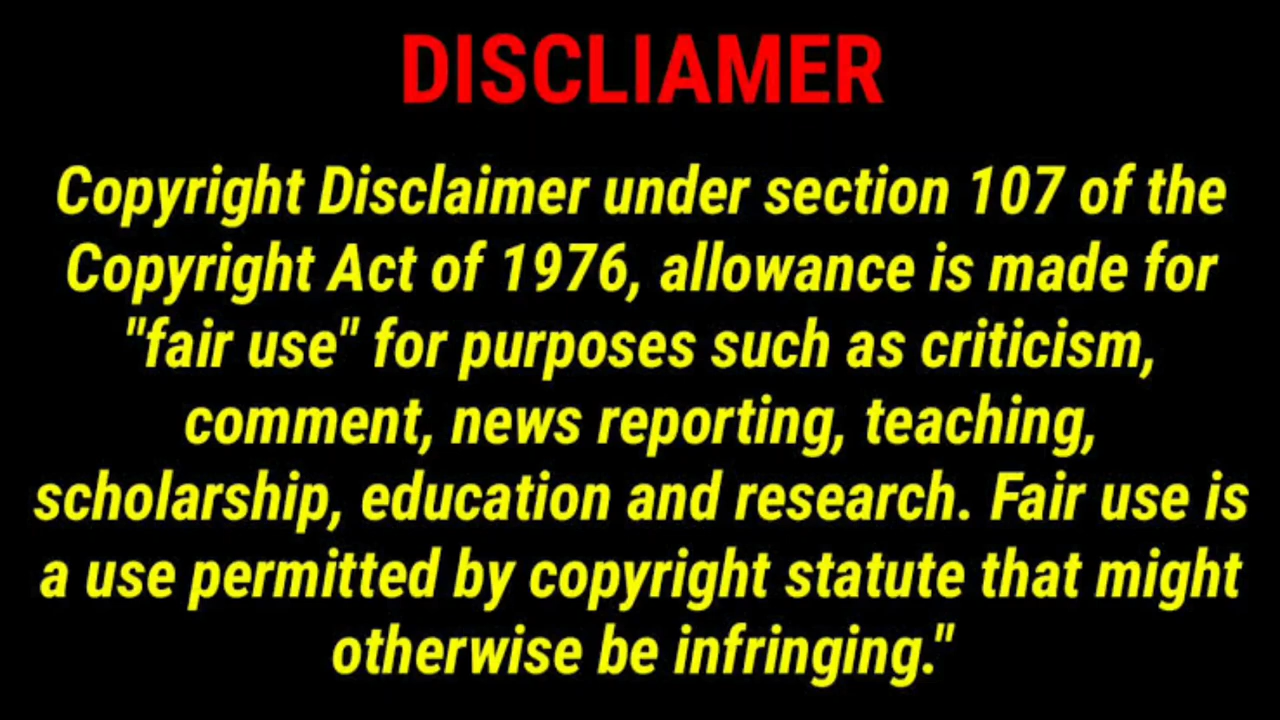 DISCLIAMER
Copyright Disclaimer under section 107 of the
Copyright Act of 1976, allowance is made for
"fair use" for purposes such as criticism,
comment, news reporting, teaching,
scholarship, education and research. Fair use is
a use permitted by copyright statute that might
otherwise be infringing."